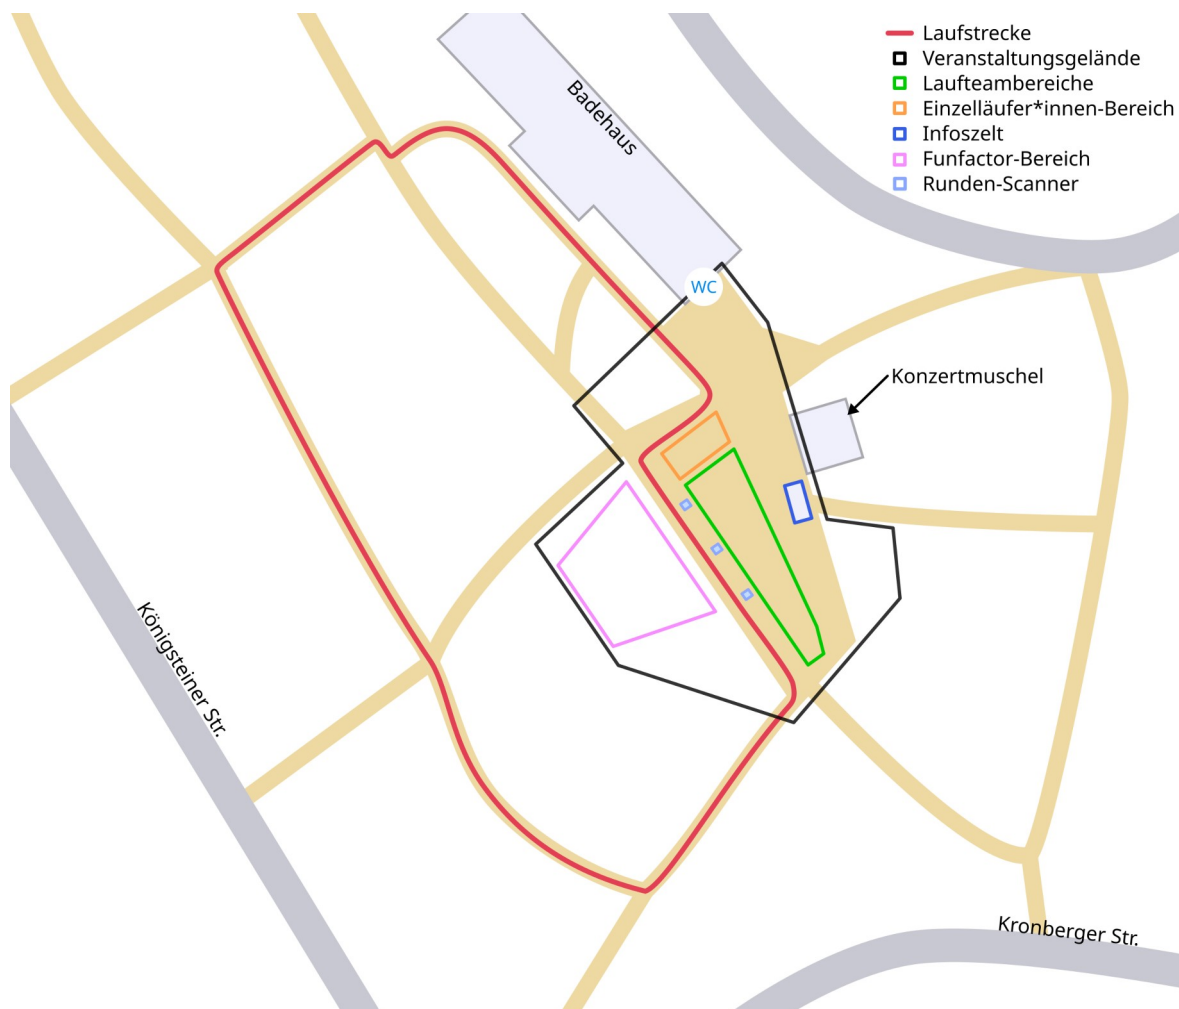 Laufstrecke
Veranstaltungsgelände
Laufteambereiche
Einzelläufer*innen-Bereich
Infoszelt
Funfactor-Bereich
Runden-Scanner
Badehaus
WC
Konzertmuschel
Königsteiner Str.
Kronberger Str.